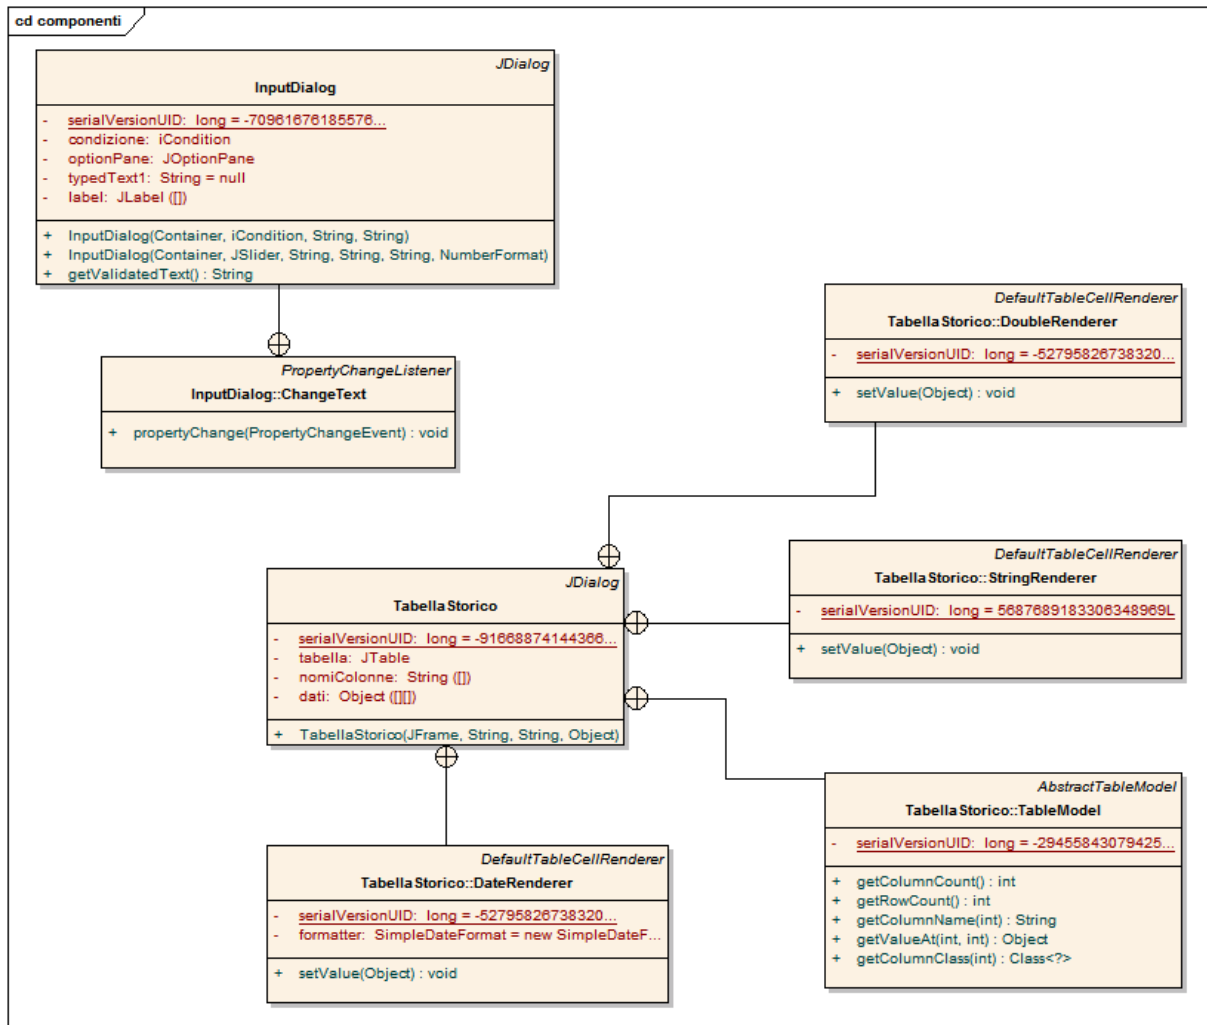 cd componenti
JDialog
InputDialog
- serialVersionUID: long = -70961676185576...
- condizione: iCondition
- optionPane: JOptionPane
- typedText1: String = null
- label: JLabel ([])
+ InputDialog(Container, iCondition, String, String)
+ InputDialog(Container, JSlider, String, String, String, NumberFormat)
+ getValidatedText() : String
PropertyChangeListener
InputDialog::ChangeText
+ propertyChange(PropertyChangeEvent) : void
DefaultTableCellRenderer
TabellaStorico::DoubleRenderer
- serialVersionUID: long = -52795826738320...
+ setValue(Object) : void
DefaultTableCellRenderer
TabellaStorico::StringRenderer
- serialVersionUID: long = 5687689183306348969L
+ setValue(Object) : void
JDialog
TabellaStorico
- serialVersionUID: long = -91668874144366...
- tabella: JTable
- nomiColonne: String ([])
- dati: Object ([][])
+ TabellaStorico(JFrame, String, String, Object)
AbstractTableModel
TabellaStorico::TableModel
- serialVersionUID: long = -29455843079425...
+ getColumnCount() : int
+ getRowCount() : int
+ getColumnName(int) : String
+ getValueAt(int, int) : Object
+ getColumnClass(int) : Class<?>
DefaultTableCellRenderer
TabellaStorico::DateRenderer
- serialVersionUID: long = -52795826738320...
- formatter: SimpleDateFormat = new SimpleDateF...
+ setValue(Object) : void